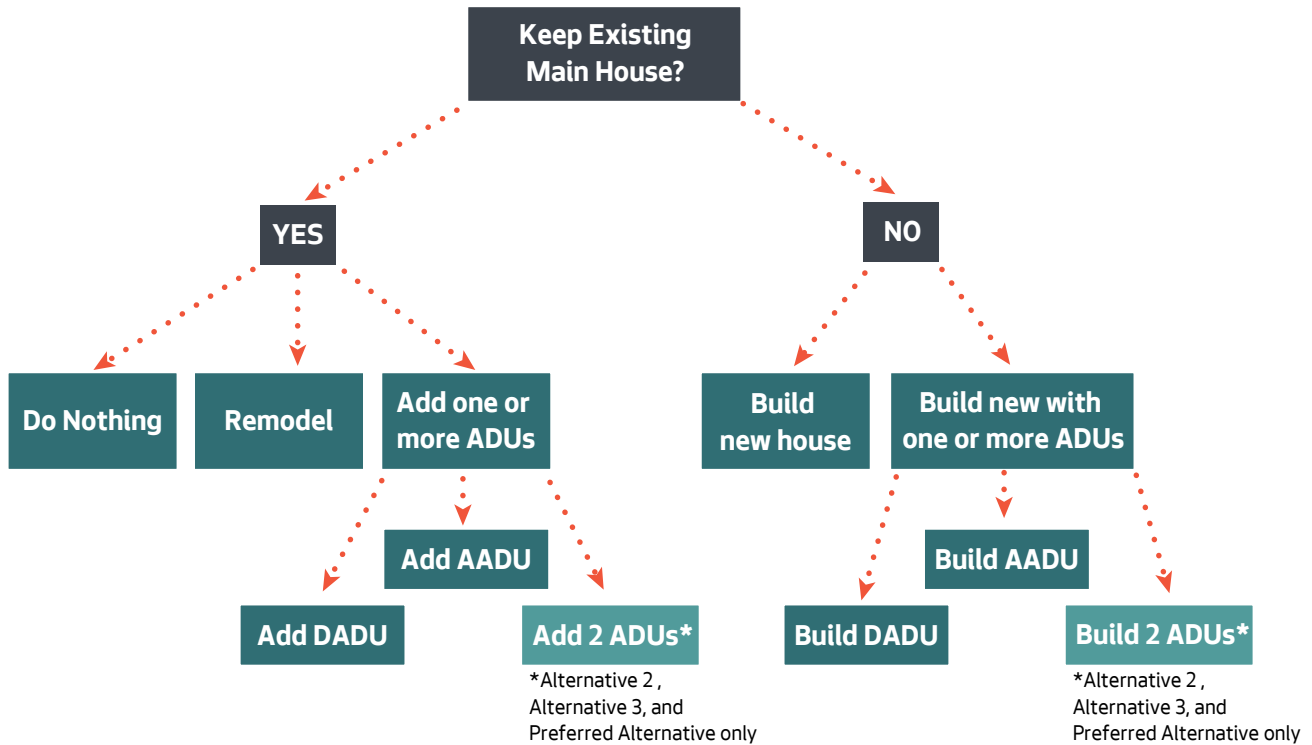 Keep Existing
Main House?
YES
NO
Do Nothing
Remodel
Add one or
more ADUs
Build
new house
Build new with
one or more ADUs
Add AADU
Build AADU
Add DADU
Add 2 ADUs*
Build DADU
Build 2 ADUs*
*Alternative 2 ,
Alternative 3, and
Preferred Alternative only
*Alternative 2 ,
Alternative 3, and
Preferred Alternative only